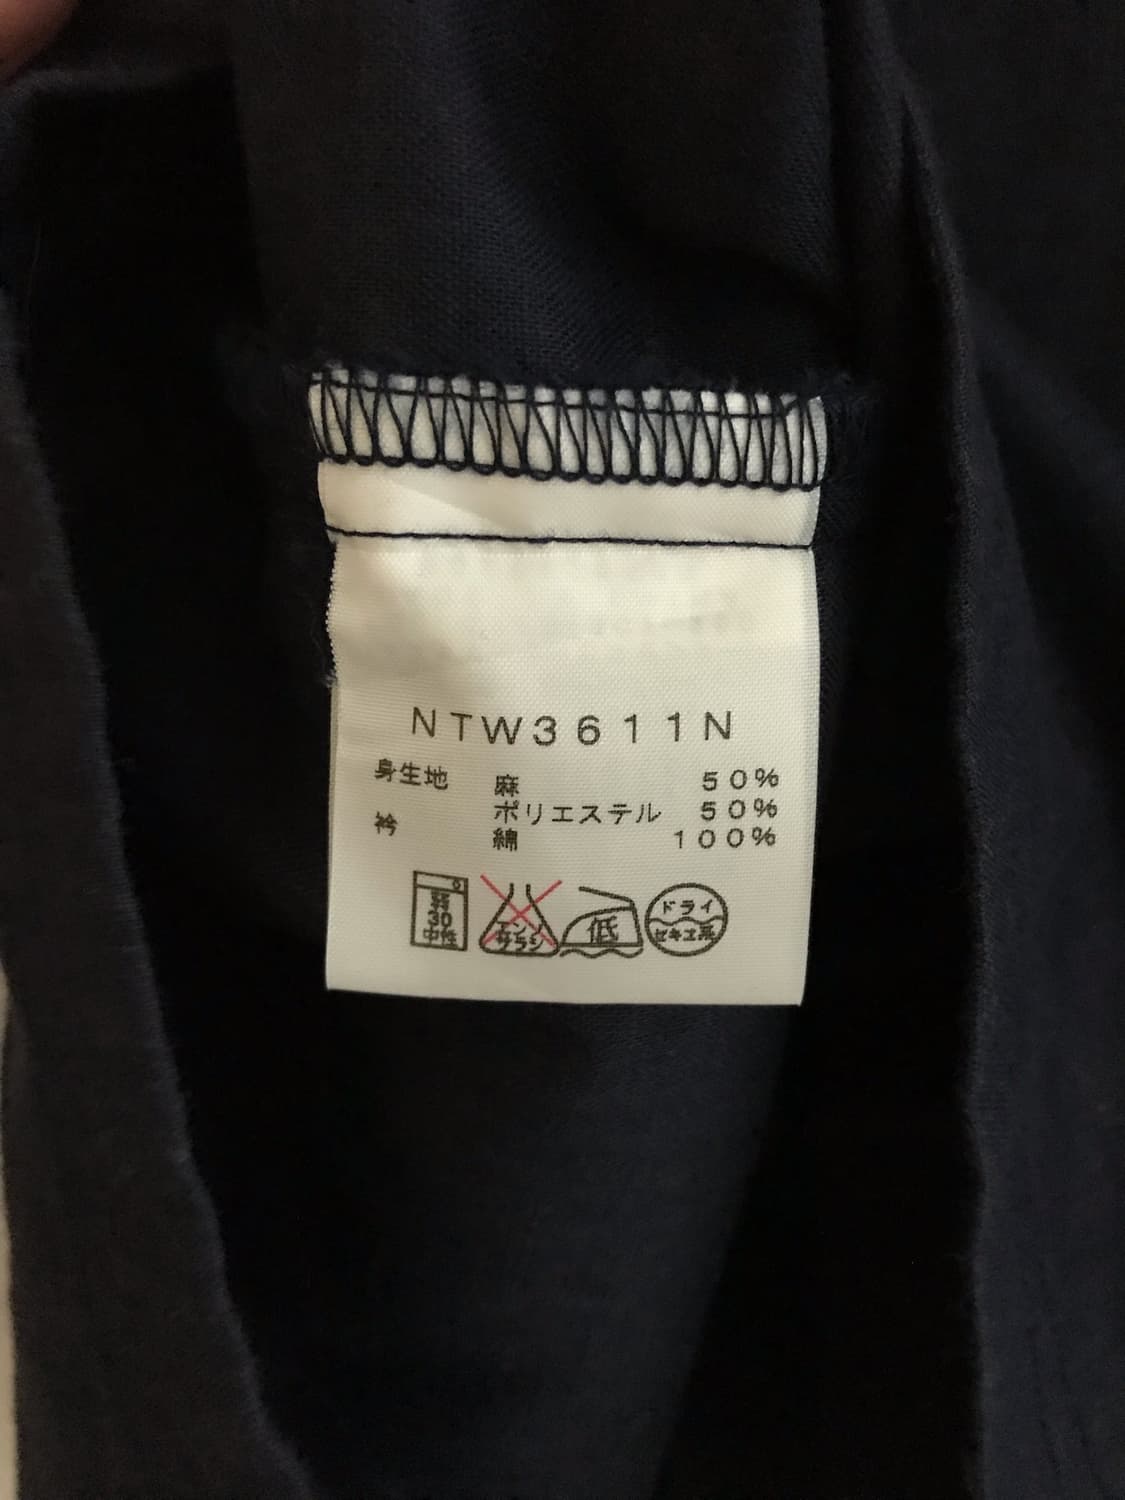 NTW3611N
身生地 麻 50%
ポリエステル 50%
衿 綿 100%
弱
30
中性
エンソ
サラシ
低
ドライ
セキユ系